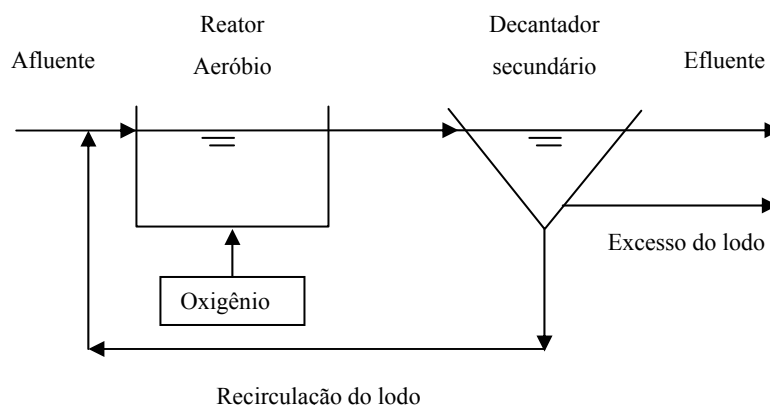 Reator
Aeróbio
Decantador
secundário
Afluente
Efluente
Excesso do lodo
Oxigênio
Recirculação do lodo